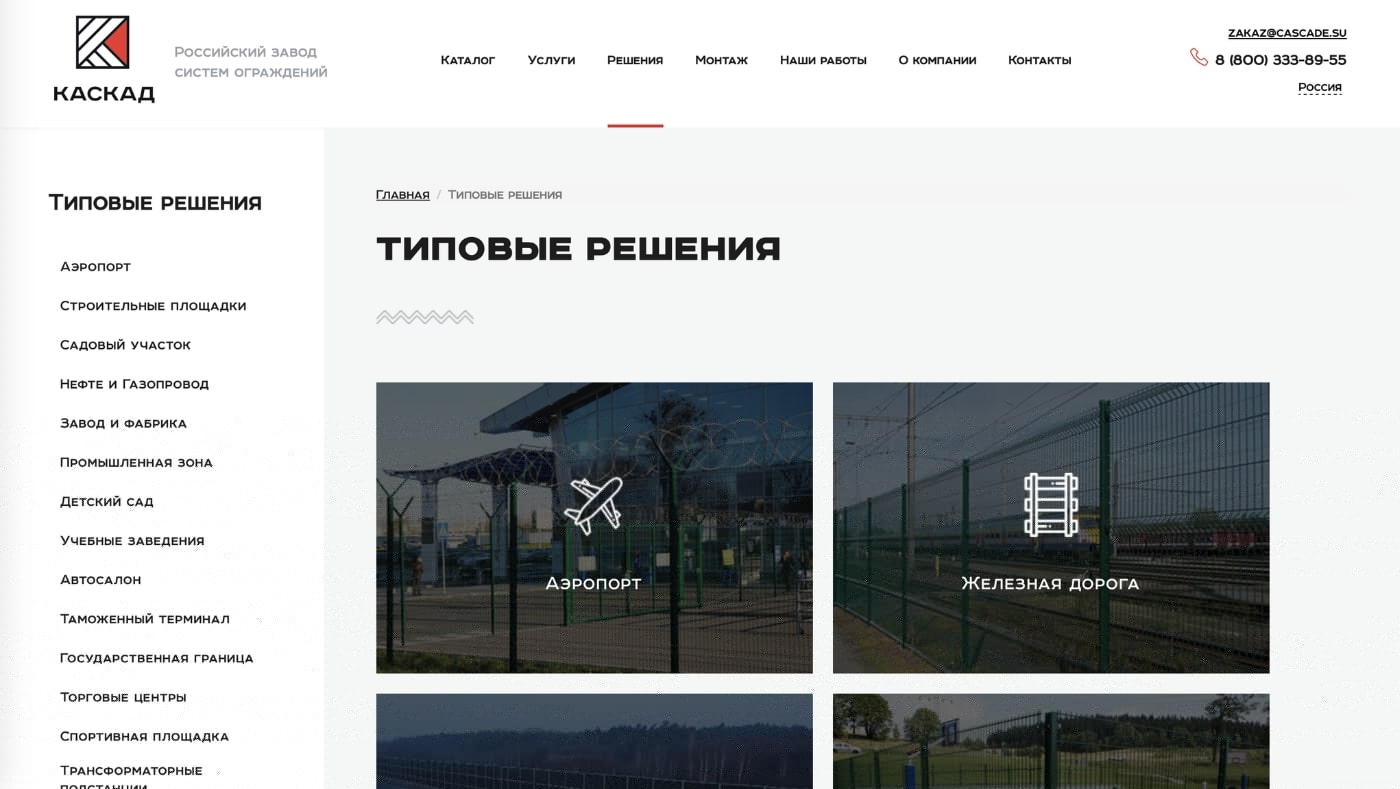 КАСКАД
Российский завод
систем ограждений
Каталог Услуги Решения Монтаж Наши работы О компании Контакты
ZAKAZ@CASCADE.SU
8 (800) 333-89-55
Россия
Типовые решения
Аэропорт
Строительные площадки
Садовый участок
Нефте и Газопровод
Завод и фабрика
Промышленная зона
Детский сад
Учебные заведения
Автосалон
Таможенный терминал
Государственная граница
Торговые центры
Спортивная площадка
Трансформаторные
подстанции
Главная / Типовые решения
ТИПОВЫЕ РЕШЕНИЯ
Аэропорт
Железная дорога